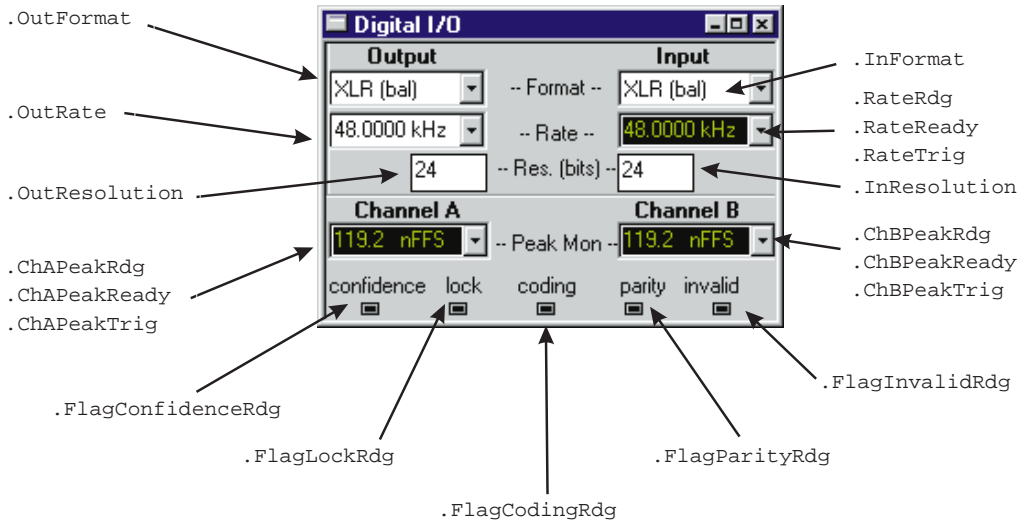 .OutFormat
Digital I/O
Output Input
.InFormat
XLR (bal) -- Format -- XLR (bal)
.RateRdg
.OutRate
48.0000 kHz -- Rate -- 48.0000 kHz
.RateReady
.RateTrig
24 -- Res. (bits) -- 24
.OutResolution
.InResolution
Channel A Channel B
119.2 nFFS -- Peak Mon -- 119.2 nFFS
.ChBPeakRdg
.ChBPeakReady
.ChBPeakTrig
.ChAPeakRdg
.ChAPeakReady
.ChAPeakTrig
confidence lock coding parity invalid
.FlagInvalidRdg
.FlagConfidenceRdg
.FlagLockRdg
.FlagParityRdg
.FlagCodingRdg